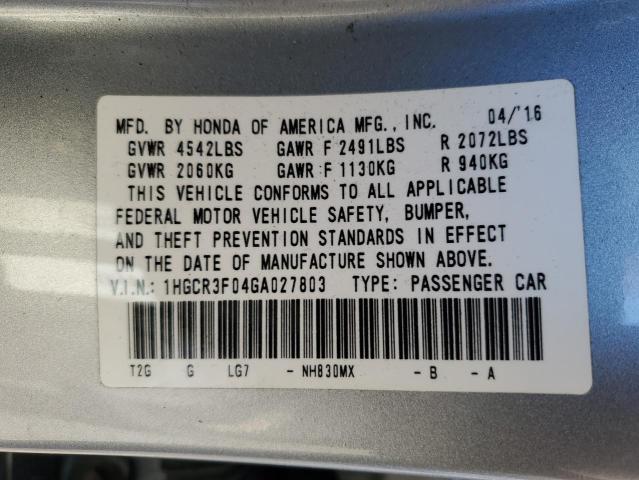 MFD. BY HONDA OF AMERICA MFG., INC. 04/'16
GVWR 4542LBS GAWR F 2491LBS R 2072LBS
GVWR 2060KG GAWR F 1130KG R 940KG
THIS VEHICLE CONFORMS TO ALL APPLICABLE
FEDERAL MOTOR VEHICLE SAFETY, BUMPER,
AND THEFT PREVENTION STANDARDS IN EFFECT
ON THE DATE OF MANUFACTURE SHOWN ABOVE.
V.I.N.: 1HGCR3F04GA027803 TYPE: PASSENGER CAR
T2G G LG7 - NH830MX - B - A